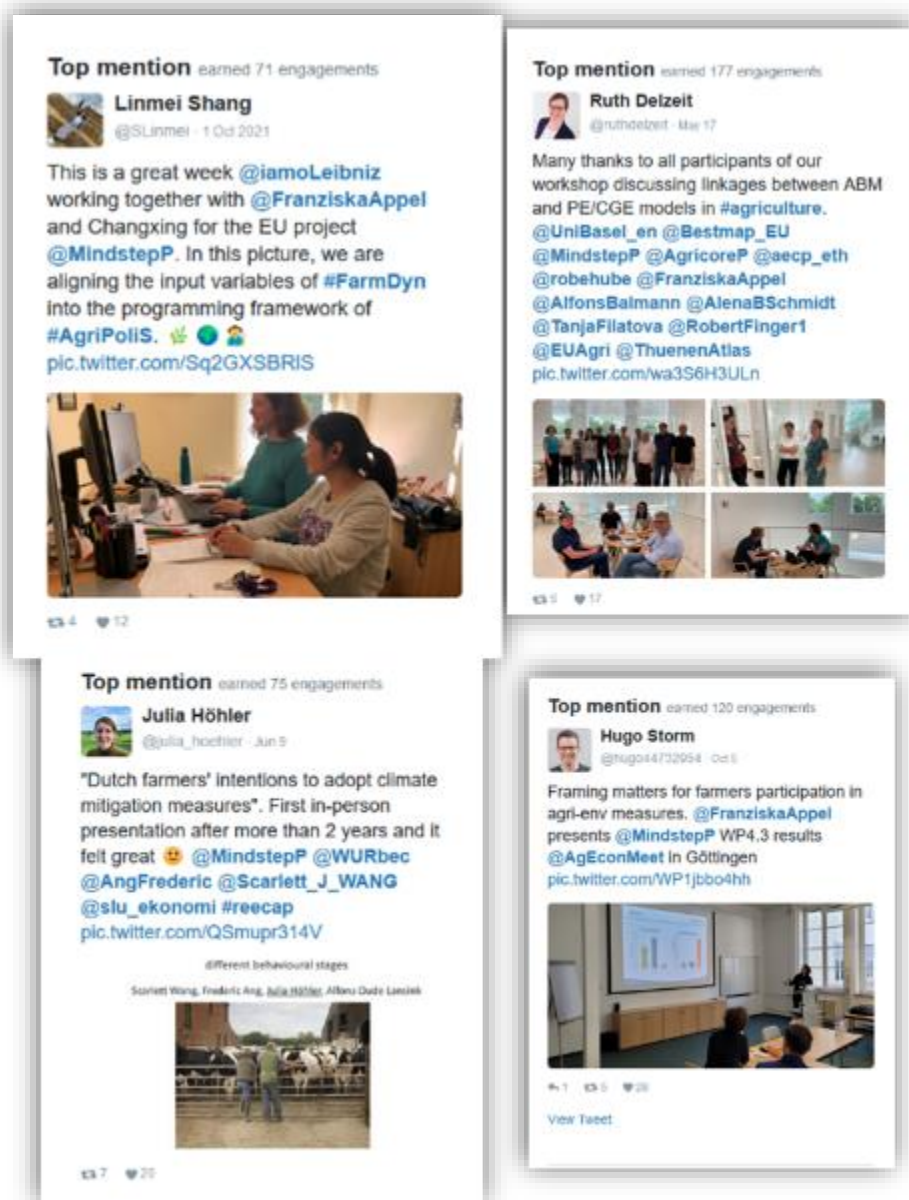 Top mention earned 71 engagements
Linmei Shang
@SLinmei · 1 Oct 2021
This is a great week @iamoLeibniz
working together with @FranziskaAppel
and Changxing for the EU project
@MindstepP. In this picture, we are
aligning the input variables of #FarmDyn
into the programming framework of
#AgriPoliS. 🌿 🌍 🤷
pic.twitter.com/Sq2GXSBRlS
4 12
Top mention earned 177 engagements
Ruth Delzeit
@ruthdelzeit · May 17
Many thanks to all participants of our
workshop discussing linkages between ABM
and PE/CGE models in #agriculture.
@UniBasel_en @Bestmap_EU
@MindstepP @AgricoreP @aecp_eth
@robehube @FranziskaAppel
@AlfonsBalmann @AlenaBSchmidt
@TanjaFilatova @RobertFinger1
@EUAgri @ThuenenAtlas
pic.twitter.com/wa3S6H3ULn
5 17
Top mention earned 75 engagements
Julia Höhler
@julia_hoehler · Jun 9
"Dutch farmers' intentions to adopt climate
mitigation measures". First in-person
presentation after more than 2 years and it
felt great 🙂 @MindstepP @WURbec
@AngFrederic @Scarlett_J_WANG
@slu_ekonomi #reecap
pic.twitter.com/QSmupr314V
different behavioural stages
Scarlett Wang, Frederic Ang, Julia Höhler, Alfons Oude Lansink
7 20
Top mention earned 120 engagements
Hugo Storm
@hugo44732954 ·
Framing matters for farmers participation in
agri-env measures. @FranziskaAppel
presents @MindstepP WP4.3 results
@AgEconMeet in Göttingen
pic.twitter.com/WP1jbbo4hh
1 5
View Tweet